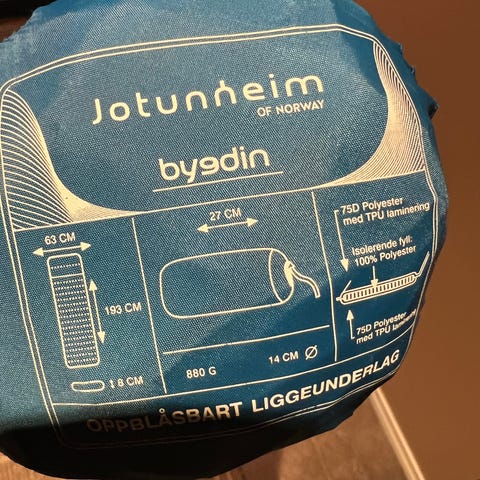 Jotunheim
OF NORWAY
bygdin
63 CM
193 CM
8 CM
27 CM
880 G
14 CM Ø
75D Polyester
med TPU laminering
Isolerende fyll:
100% Polyester
75D Polyester
med TPU laminering
OPPBLÅSBART LIGGEUNDERLAG